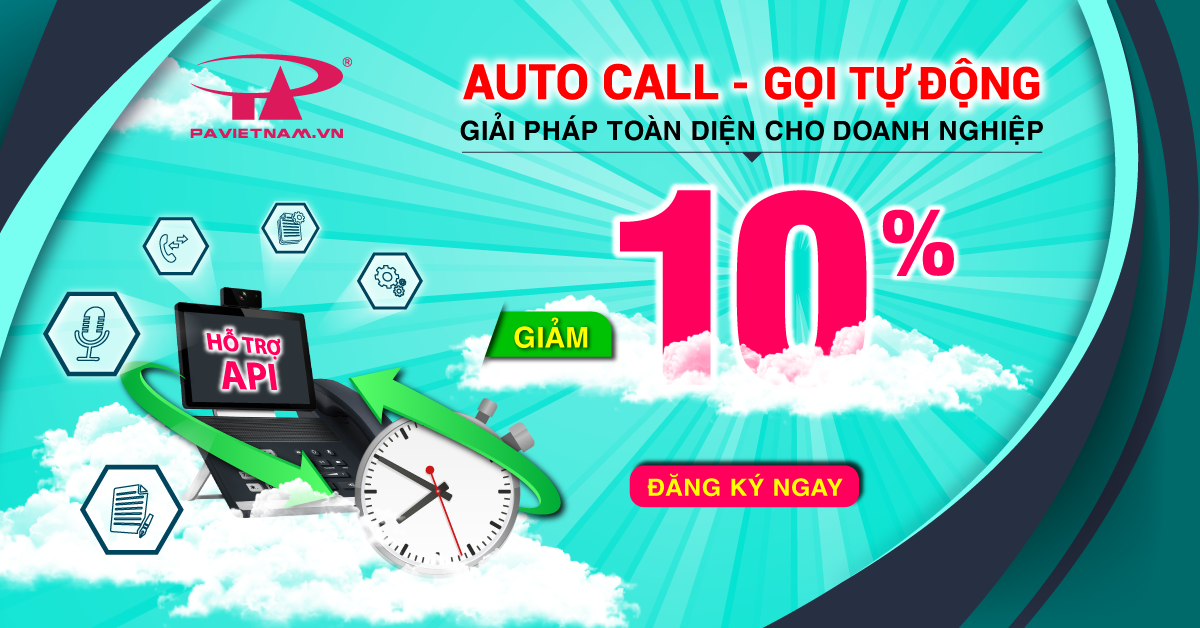 PA ®
PAVIETNAM.VN
AUTO CALL - GỌI TỰ ĐỘNG
GIẢI PHÁP TOÀN DIỆN CHO DOANH NGHIỆP
GIẢM
10%
HỖ TRỢ
API
ĐĂNG KÝ NGAY